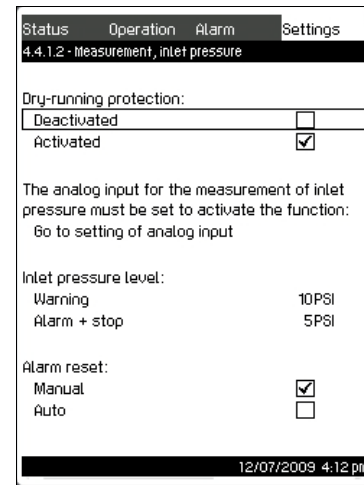 Status Operation Alarm Settings
4.4.1.2 - Measurement, inlet pressure
Dry-running protection:
Deactivated
Activated
The analog input for the measurement of inlet
pressure must be set to activate the function:
Go to setting of analog input
Inlet pressure level:
Warning 10PSI
Alarm + stop 5PSI
Alarm reset:
Manual
Auto
12/07/2009 4:12 pm